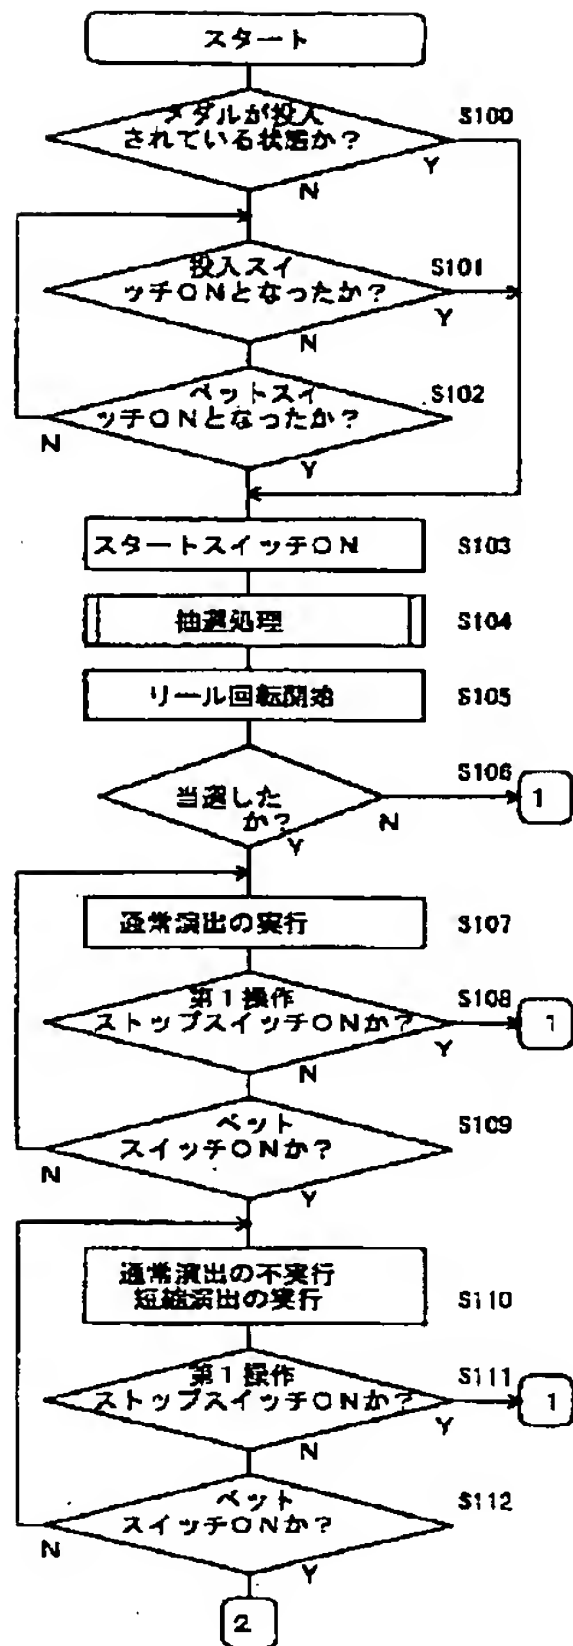 スタート
メダルが投入
されている状態か?
S100
N
Y
投入スイ
ッチONとなったか?
S101
Y
N
ベットスイ
ッチONとなったか?
S102
N
Y
スタートスイッチON
S103
抽選処理
S104
リール回転開始
S105
当選した
か?
S106
N
1
Y
通常演出の実行
S107
第1操作
ストップスイッチONか?
S108
Y
1
N
ベット
スイッチONか?
S109
N
Y
通常演出の不実行
短縮演出の実行
S110
第1操作
ストップスイッチONか?
S111
Y
1
N
ベット
スイッチONか?
S112
N
Y
2